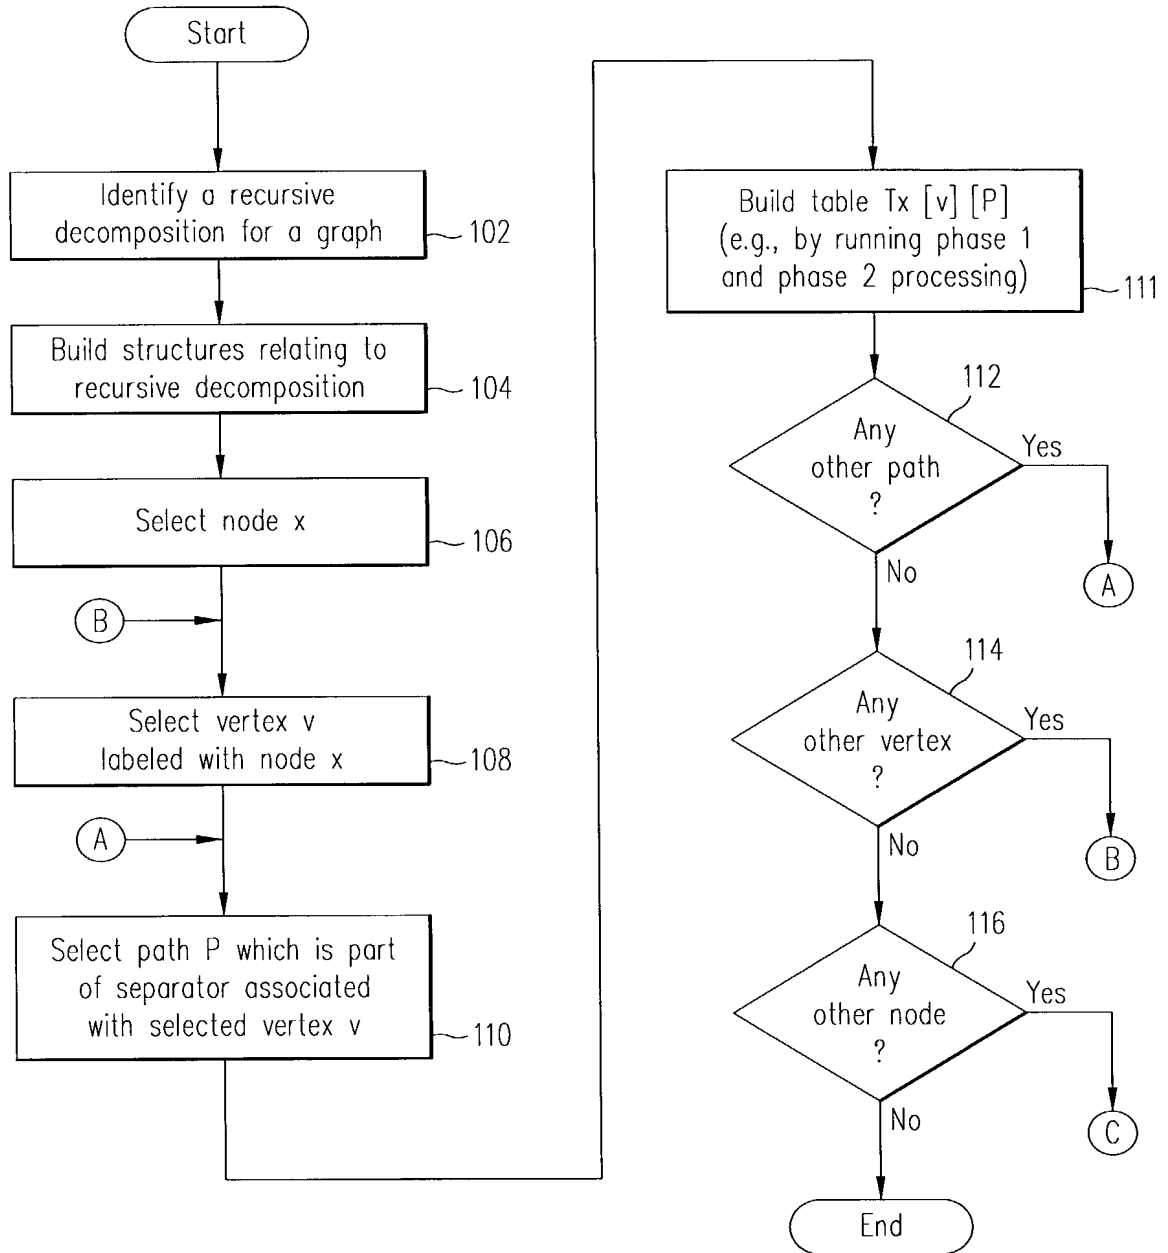 Start
Identify a recursive
decomposition for a graph
102
Build structures relating to
recursive decomposition
104
Select node x
106
B
Select vertex v
labeled with node x
108
A
Select path P which is part
of separator associated
with selected vertex v
110
Build table Tx [v] [P]
(e.g., by running phase 1
and phase 2 processing)
111
112
Any
other path
?
Yes
A
No
114
Any
other vertex
?
Yes
B
No
116
Any
other node
?
Yes
C
No
End